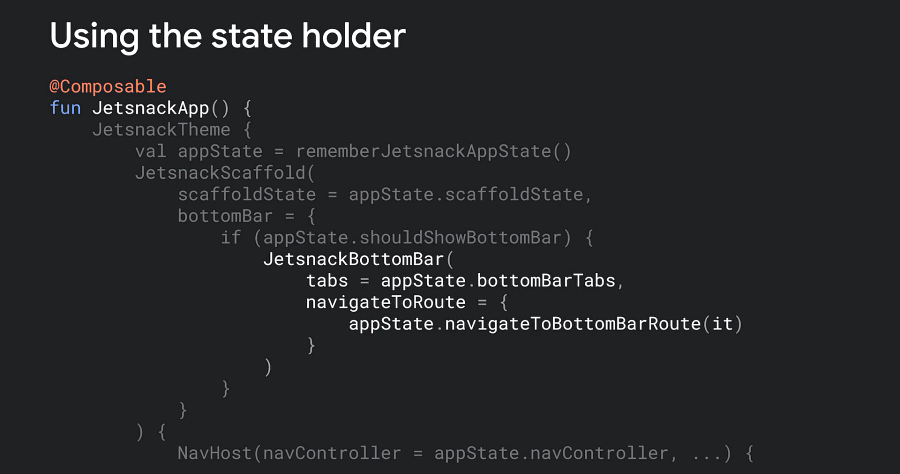 Using the state holder
@Composable
fun JetsnackApp() {
    JetsnackTheme {
        val appState = rememberJetsnackAppState()
        JetsnackScaffold(
            scaffoldState = appState.scaffoldState,
            bottomBar = {
                if (appState.shouldShowBottomBar) {
                    JetsnackBottomBar(
                        tabs = appState.bottomBarTabs,
                        navigateToRoute = {
                            appState.navigateToBottomBarRoute(it)
                        }
                    )
                }
            }
        ) {
            NavHost(navController = appState.navController, ...) {